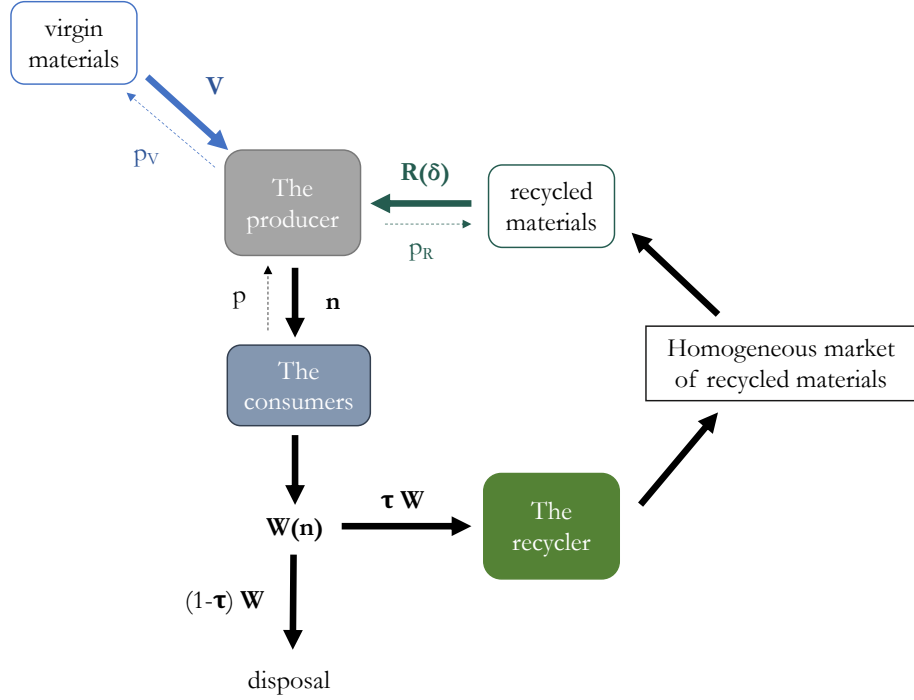 virgin
materials
V
pV
The
producer
R(δ)
recycled
materials
pR
p
n
The
consumers
Homogeneous market
of recycled materials
W(n)
τ W
The
recycler
(1-τ) W
disposal